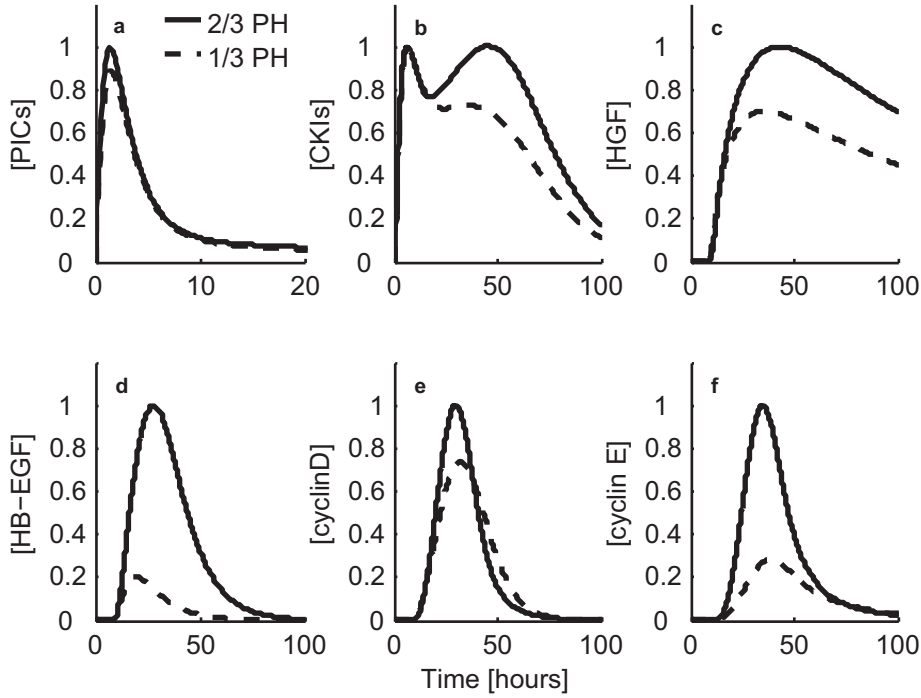 a
2/3 PH
1/3 PH
[PICs]
1
0.8
0.6
0.4
0.2
0
0 10 20
b
[CKIs]
1
0.8
0.6
0.4
0.2
0
0 50 100
c
[HGF]
1
0.8
0.6
0.4
0.2
0
0 50 100
d
[HB−EGF]
1
0.8
0.6
0.4
0.2
0
0 50 100
e
[cyclinD]
1
0.8
0.6
0.4
0.2
0
0 50 100
f
[cyclin E]
1
0.8
0.6
0.4
0.2
0
0 50 100
Time [hours]